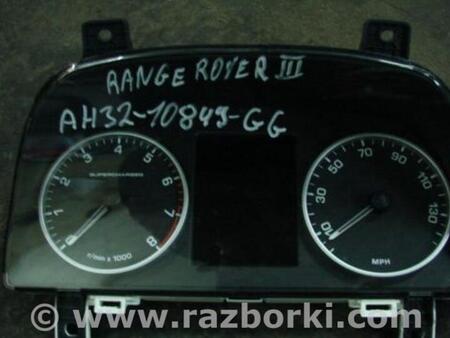 RANGE ROVER III
AH32-10849-GG
1 2 3 4 5 6 7 8
SUPERCHARGED
r/min x 1000
10 30 50 70 90 110 130
MPH
www.razborki.com